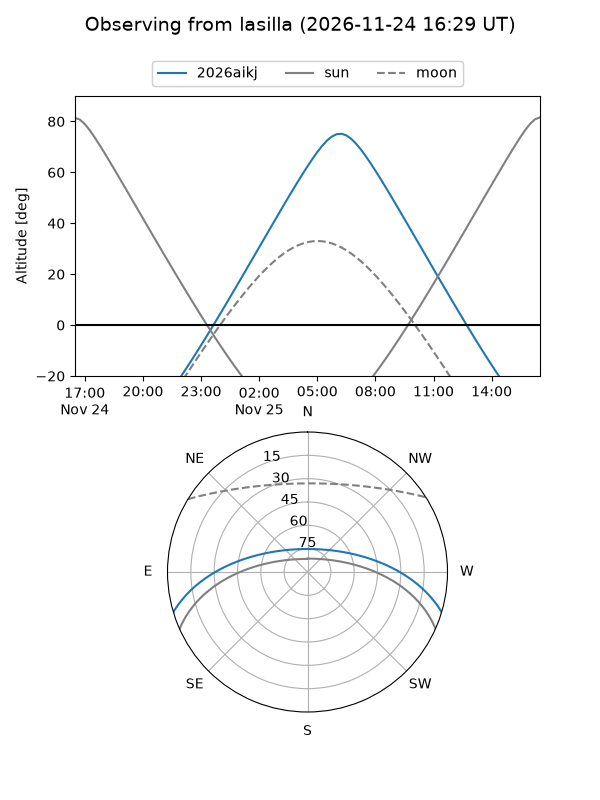 Observing from lasilla (2026-11-24 16:29 UT)
2026aikj sun moon
Altitude [deg]
80
60
40
20
0
−20
17:00 20:00 23:00 02:00 05:00 08:00 11:00 14:00
Nov 24 Nov 25
N
NE NW
15
30
45
60
75
E W
SE SW
S